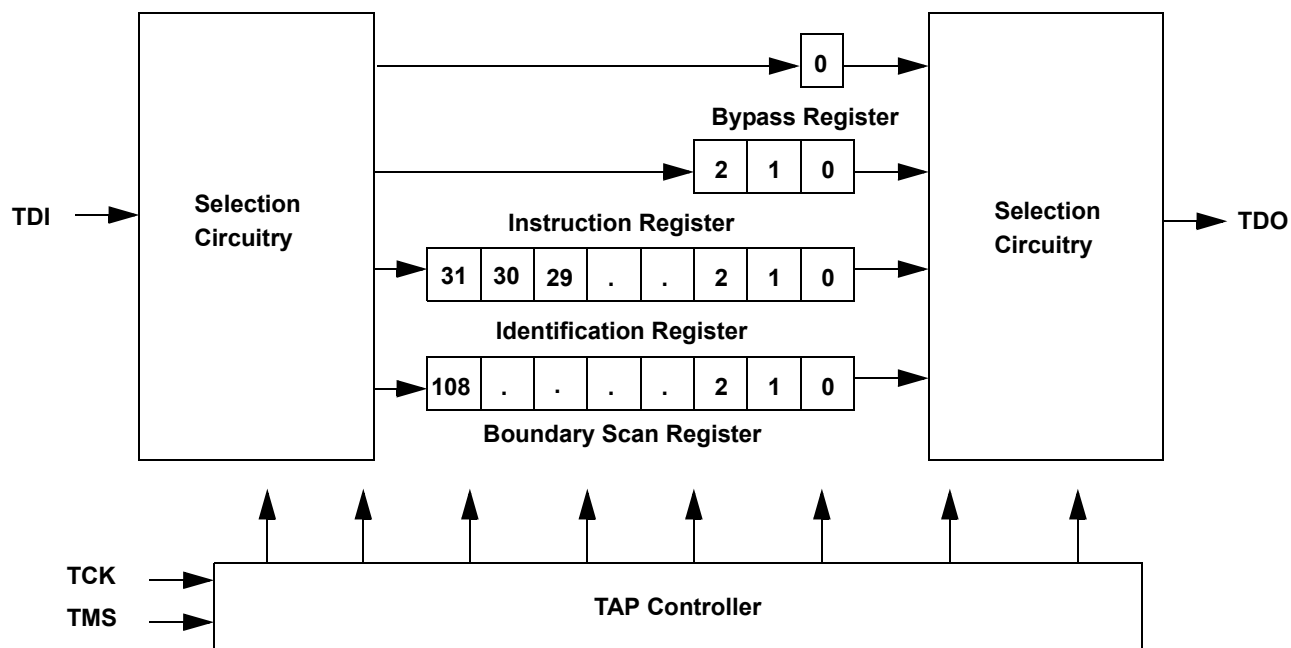 0
Bypass Register
2 1 0
Selection
Circuitry
Selection
Circuitry
TDI
TDO
Instruction Register
31 30 29 . . 2 1 0
Identification Register
108 . . . . 2 1 0
Boundary Scan Register
TCK
TMS
TAP Controller